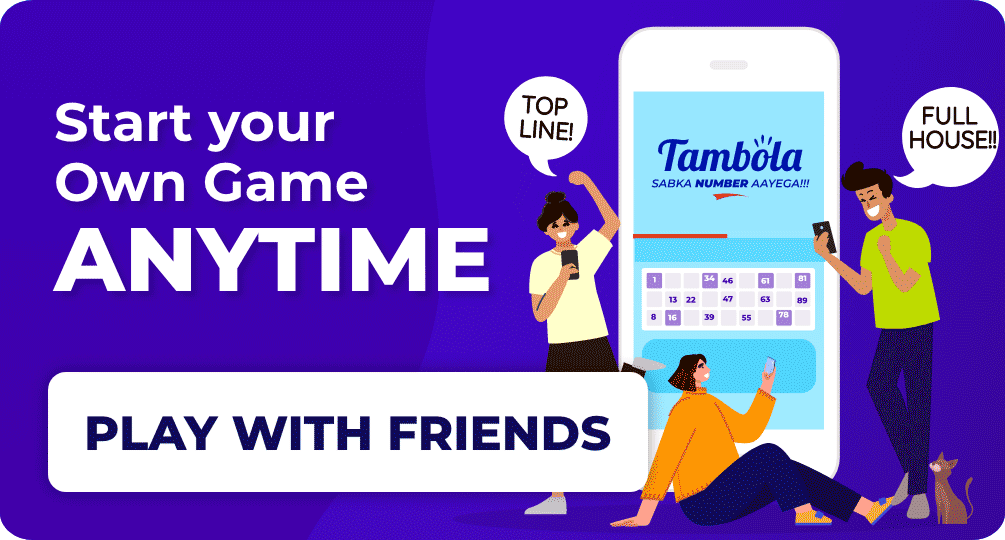 Start your
Own Game
ANYTIME
PLAY WITH FRIENDS
TOP
LINE!
Tambola
SABKA NUMBER AAYEGA!!!
FULL
HOUSE!!
1 34 46 61 81
13 22 47 63 89
8 16 39 55 78